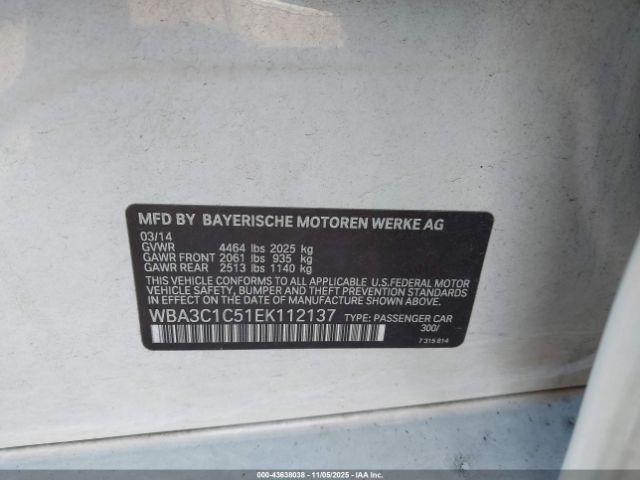 MFD BY BAYERISCHE MOTOREN WERKE AG
03/14
GVWR 4464 lbs 2025 kg
GAWR FRONT 2061 lbs 935 kg
GAWR REAR 2513 lbs 1140 kg
THIS VEHICLE CONFORMS TO ALL APPLICABLE U.S.FEDERAL MOTOR
VEHICLE SAFETY, BUMPER AND THEFT PREVENTION STANDARDS IN
EFFECT ON THE DATE OF MANUFACTURE SHOWN ABOVE.
WBA3C1C51EK112137 TYPE: PASSENGER CAR
300/
7 315 814
00-43638038 - 11/05/2025 - COPYRIGHT IAA, LLC.